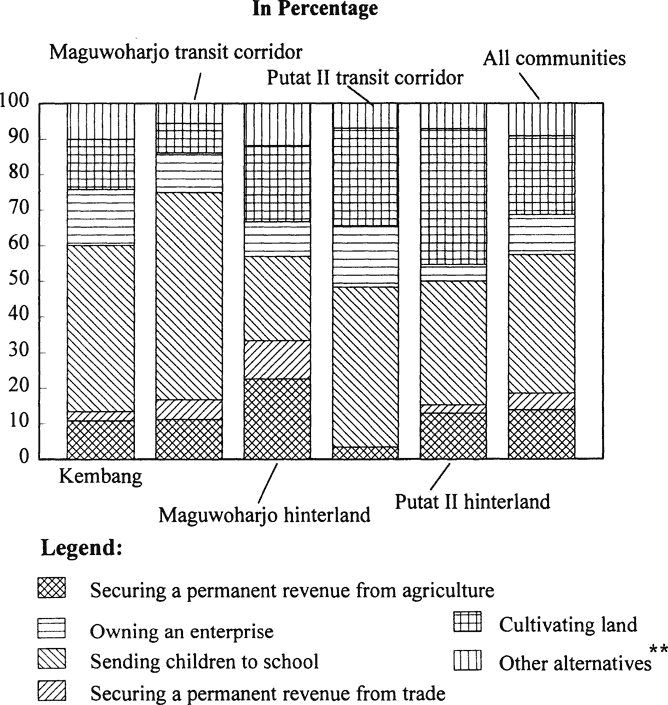 In Percentage
Maguwoharjo transit corridor
Putat II transit corridor
All communities
100
90
80
70
60
50
40
30
20
10
0
Kembang
Maguwoharjo hinterland
Putat II hinterland
Legend:
Securing a permanent revenue from agriculture
Owning an enterprise
Sending children to school
Securing a permanent revenue from trade
Cultivating land
Other alternatives**